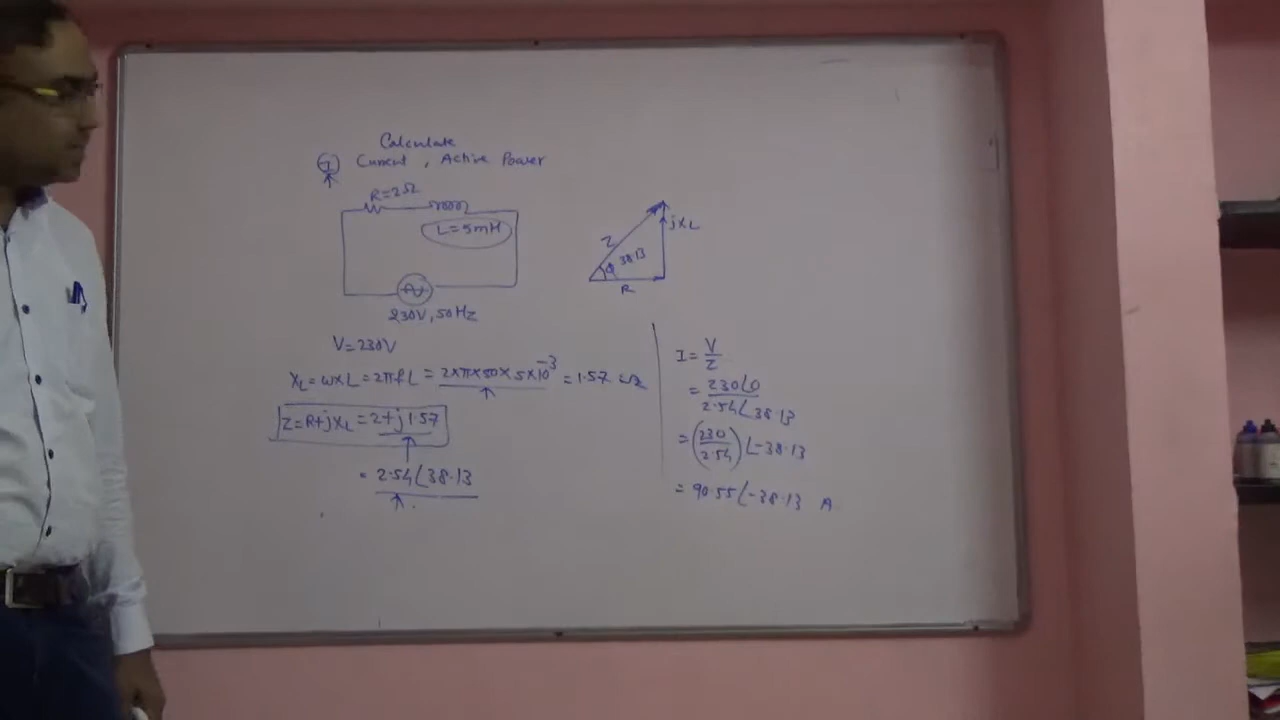 Calculate
I Current, Active Power
R=2Ω
L=5mH
230V, 50Hz
Z
φ 38.13
jXL
R
V=230V
XL=ωxL=2πfL=2×π×50×5×10⁻³=1.57 Ω
Z=R+jXL=2+j1.57
=2.54∠38.13
I=V/Z
=230∠0/2.54∠38.13
=(230/2.54)∠-38.13
=90.55∠-38.13 A